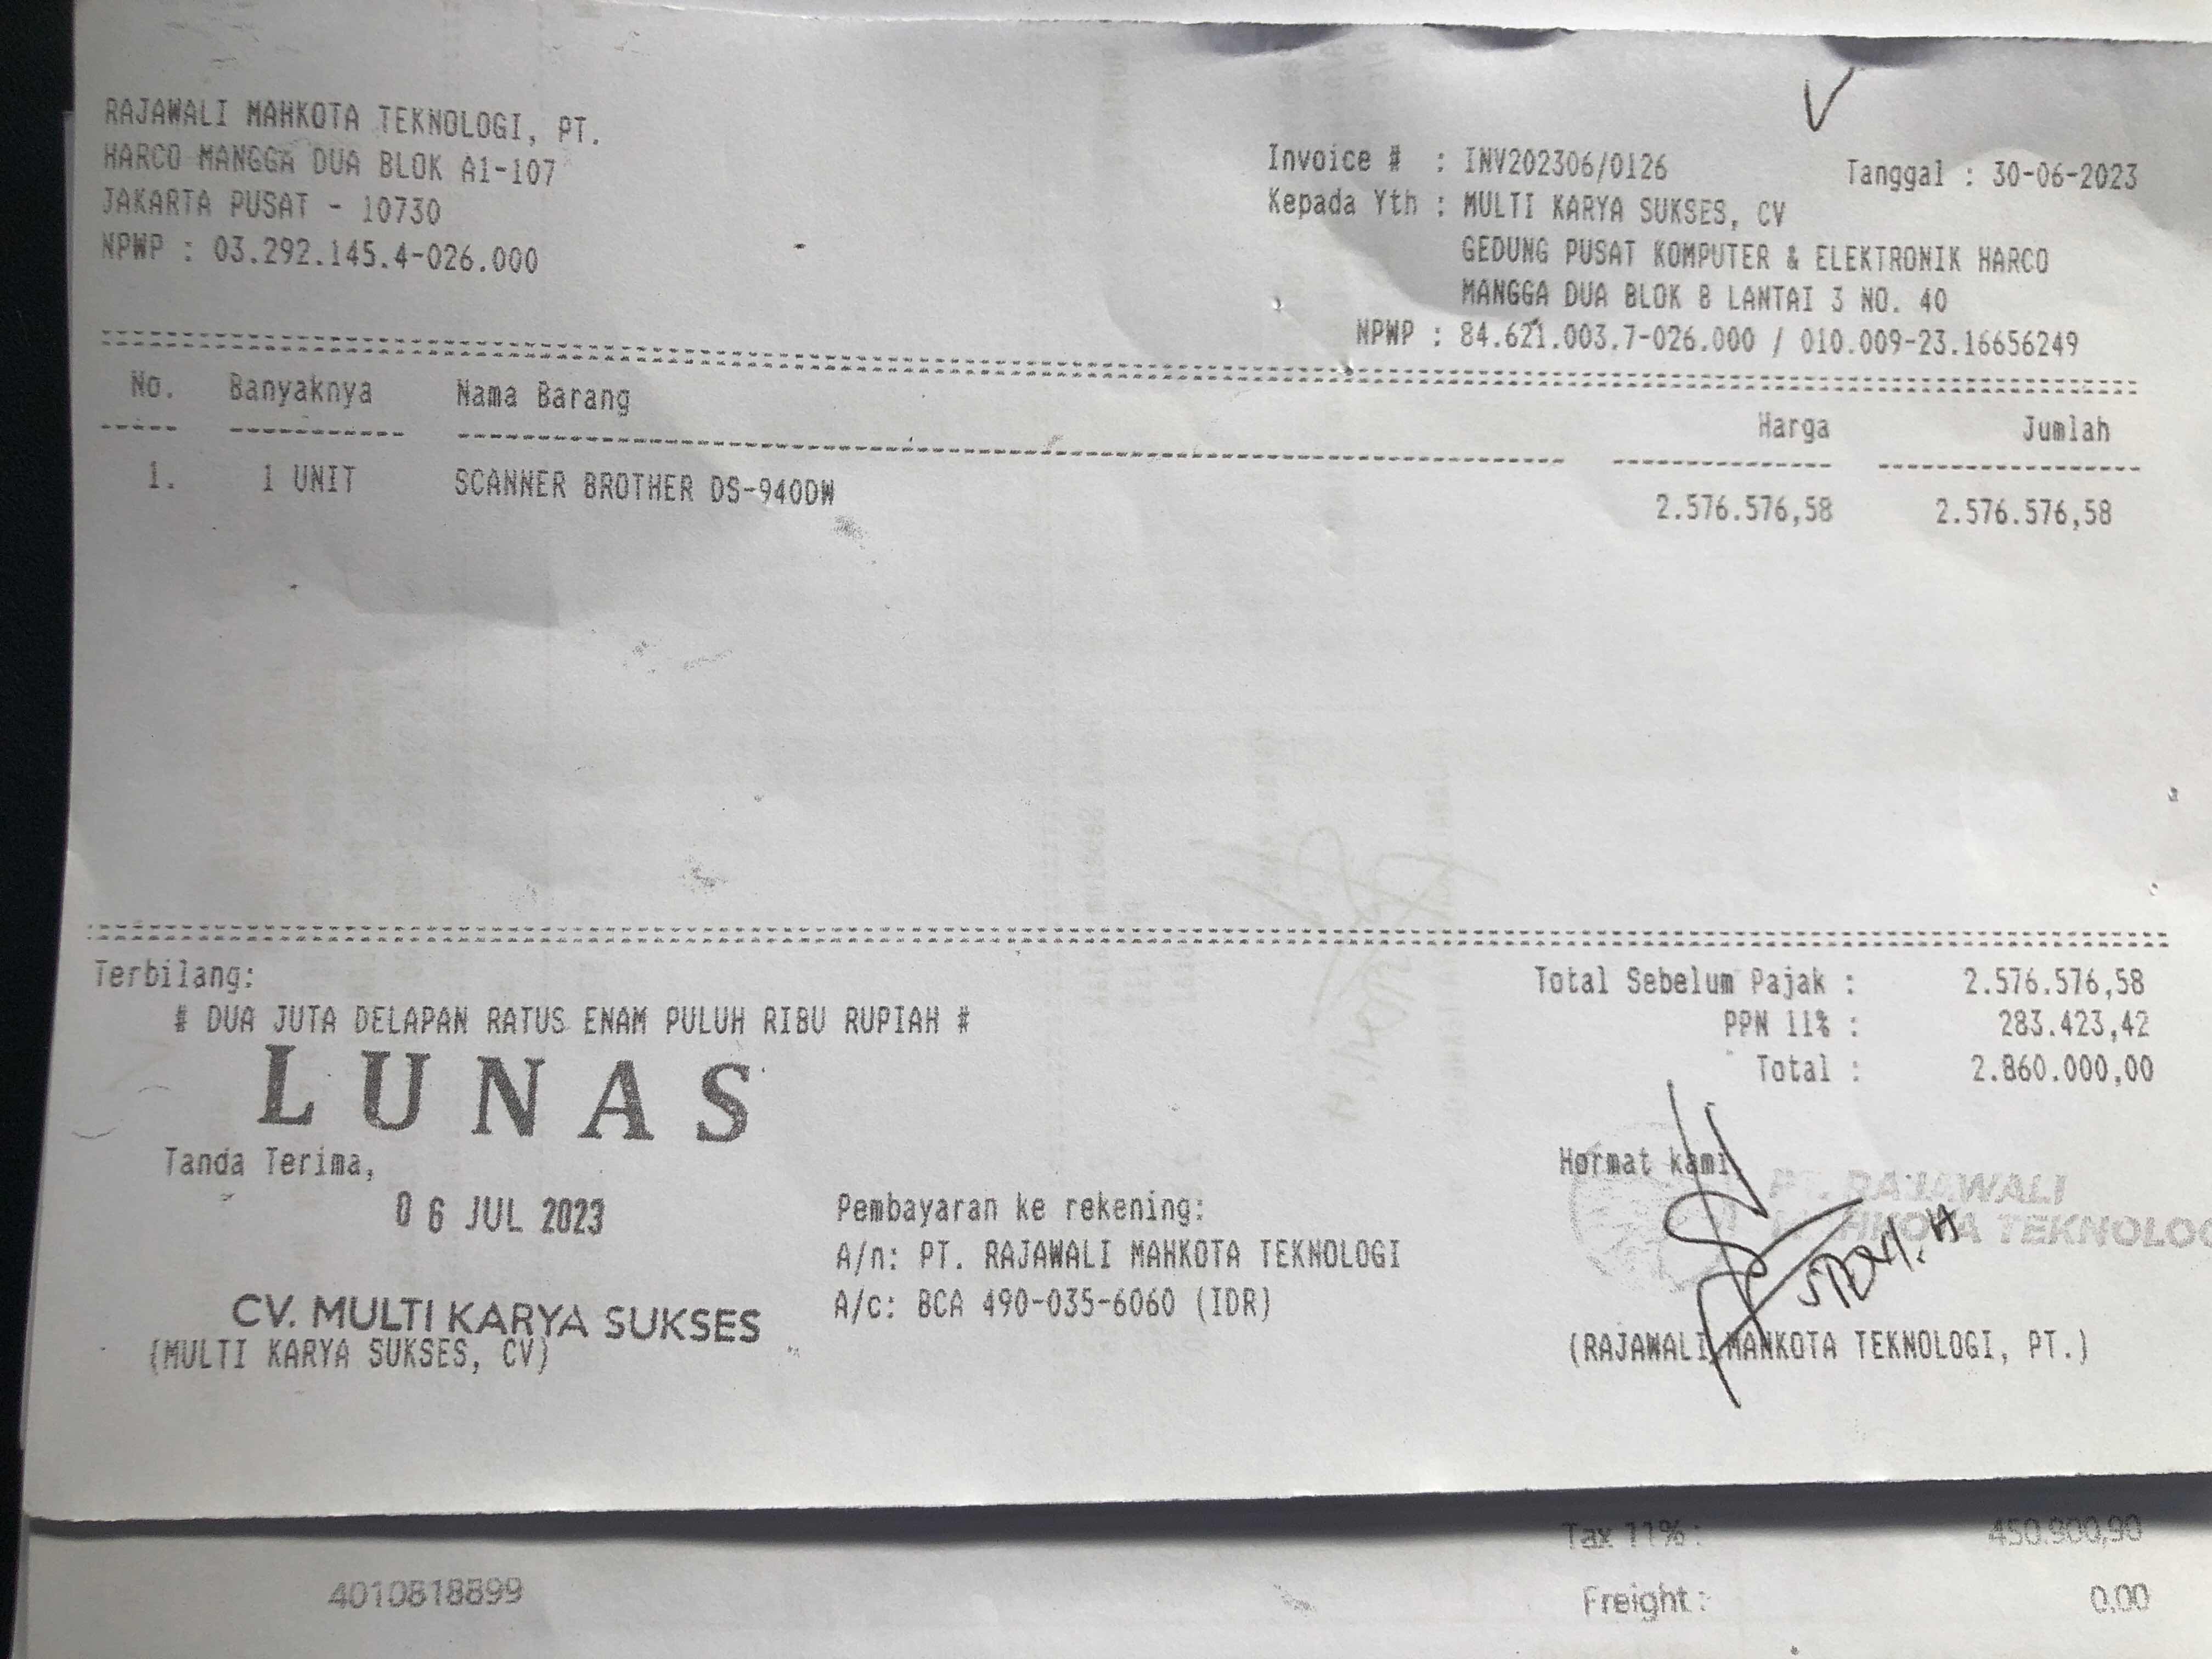 RAJAWALI MAHKOTA TEKNOLOGI, PT.
HARCO MANGGA DUA BLOK A1-107
JAKARTA PUSAT - 10730
NPWP : 03.292.145.4-026.000
Invoice # : INV202306/0126 Tanggal : 30-06-2023
Kepada Yth : MULTI KARYA SUKSES, CV
GEDUNG PUSAT KOMPUTER & ELEKTRONIK HARCO
MANGGA DUA BLOK B LANTAI 3 NO. 40
NPWP : 84.621.003.7-026.000 / 010.009-23.16656249
No. Banyaknya Nama Barang Harga Jumlah
1. 1 UNIT SCANNER BROTHER DS-940DW 2.576.576,58 2.576.576,58
Terbilang:
# DUA JUTA DELAPAN RATUS ENAM PULUH RIBU RUPIAH #
Total Sebelum Pajak : 2.576.576,58
PPN 11% : 283.423,42
Total : 2.860.000,00
LUNAS
Tanda Terima,
06 JUL 2023
CV. MULTI KARYA SUKSES
(MULTI KARYA SUKSES, CV)
Pembayaran ke rekening:
A/n: PT. RAJAWALI MAHKOTA TEKNOLOGI
A/c: BCA 490-035-6060 (IDR)
Hormat kami,
PT. RAJAWALI
MAHKOTA TEKNOLOG
(RAJAWALI MAHKOTA TEKNOLOGI, PT.)
Tax 11% : 450.900,90
4010818899
Freight : 0,00